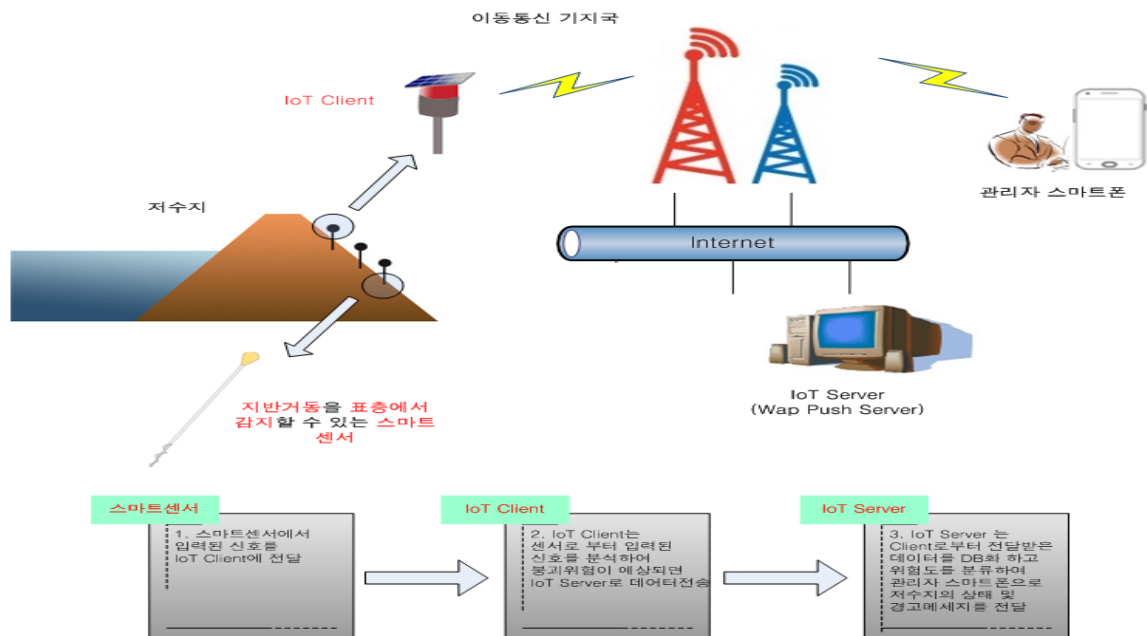 이동통신 기지국
IoT Client
관리자 스마트폰
저수지
Internet
IoT Server
(Wap Push Server)
지반거동을 표층에서
감지할 수 있는 스마트
센서
스마트센서
1. 스마트센서에서
입력된 신호를
IoT Client에 전달
IoT Client
2. IoT Client는
센서로 부터 입력된
신호를 분석하여
붕괴위험이 예상되면
IoT Server로 데어터전송
IoT Server
3. IoT Server 는
Client로부터 전달받은
데이터를 DB화 하고
위험도를 분류하여
관리자 스마트폰으로
저수지의 상태 및
경고메세지를 전달